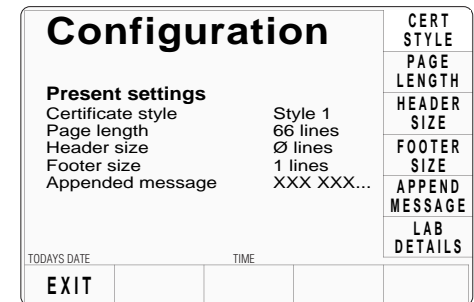 Configuration
Present settings
Certificate style Style 1
Page length 66 lines
Header size Ø lines
Footer size 1 lines
Appended message XXX XXX...
TODAYS DATE TIME
EXIT
CERT
STYLE
PAGE
LENGTH
HEADER
SIZE
FOOTER
SIZE
APPEND
MESSAGE
LAB
DETAILS